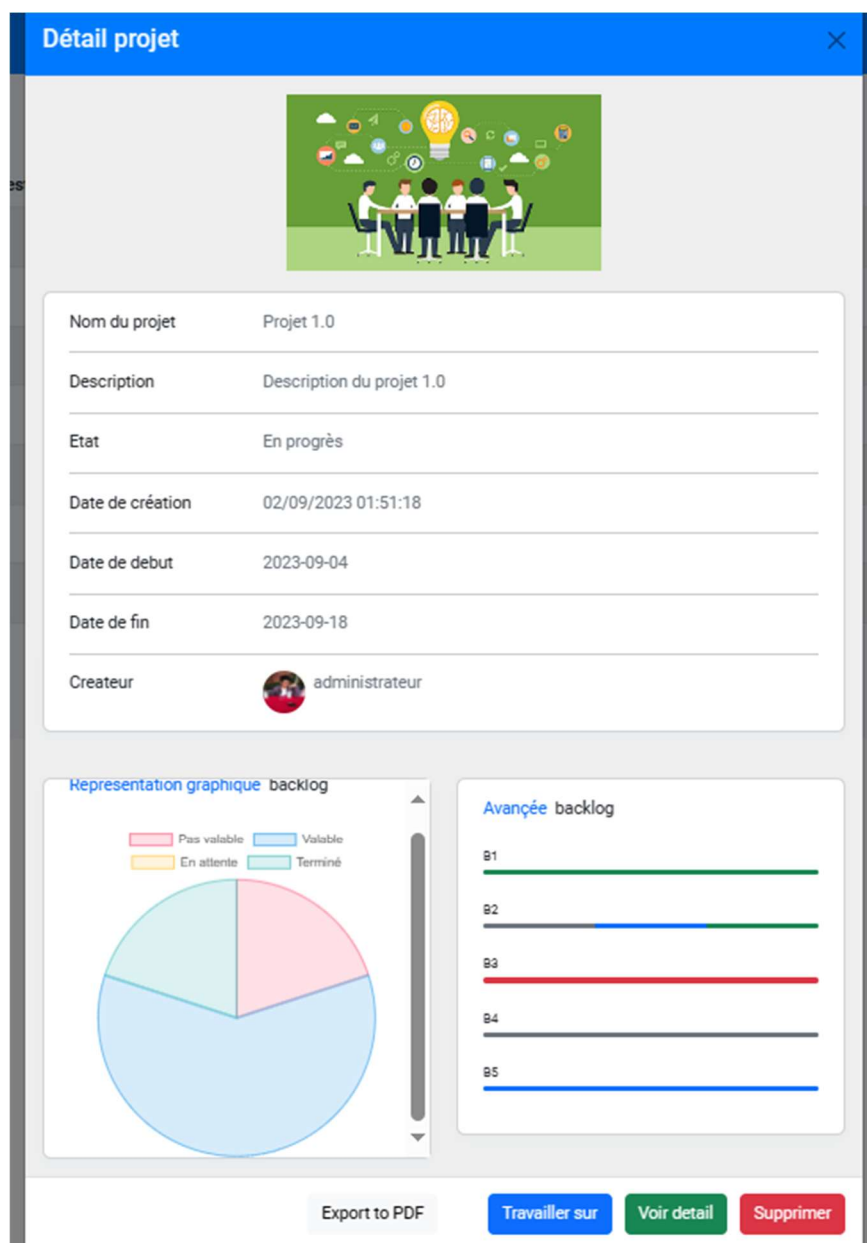 Détail projet
Nom du projet Projet 1.0
Description Description du projet 1.0
Etat En progrès
Date de création 02/09/2023 01:51:18
Date de debut 2023-09-04
Date de fin 2023-09-18
Createur administrateur
Representation graphique backlog
Pas valable Valable
En attente Terminé
Avançée backlog
B1
B2
B3
B4
B5
Export to PDF Travailler sur Voir detail Supprimer